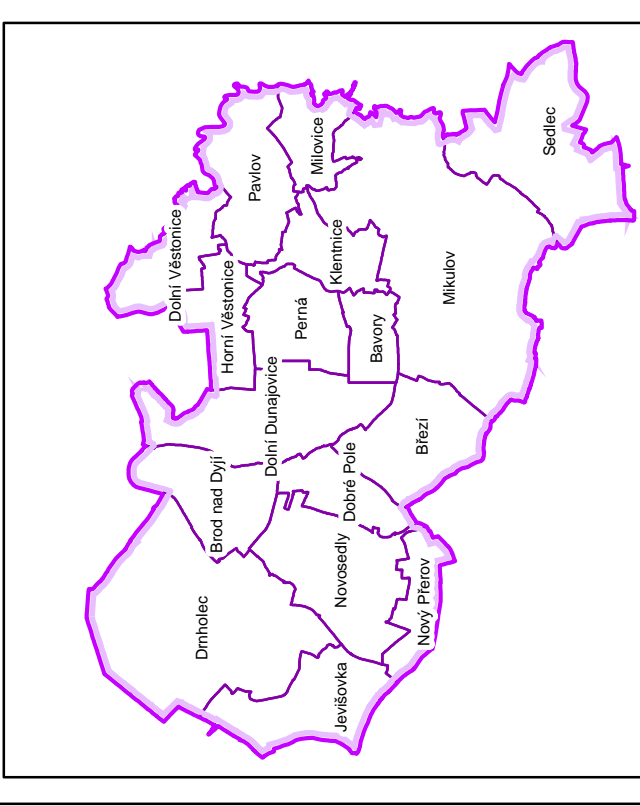 Drnholec
Jevišovka
Brod nad Dyjí
Novosedly
Nový Přerov
Dobré Pole
Dolní Dunajovice
Březí
Dolní Věstonice
Horní Věstonice
Perná
Bavory
Pavlov
Klentnice
Milovice
Mikulov
Sedlec